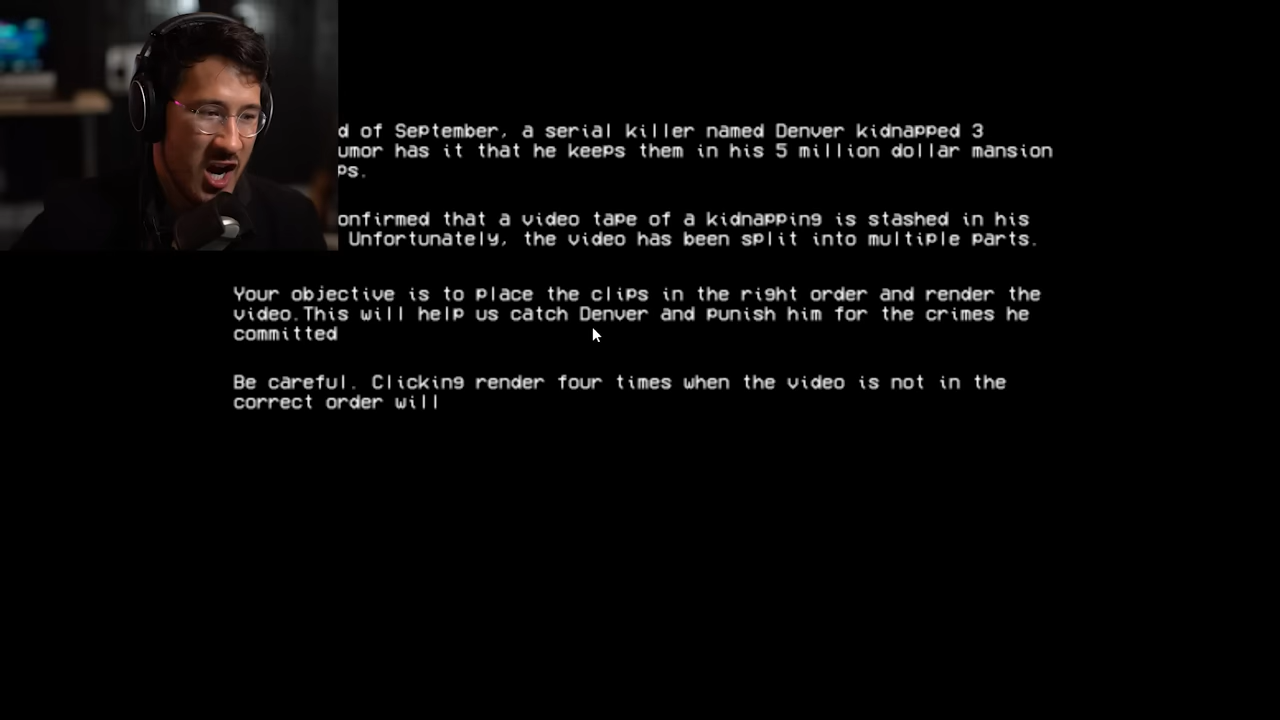 d of September, a serial killer named Denver kidnapped 3
umor has it that he keeps them in his 5 million dollar mansion
ps.
onfirmed that a video tape of a kidnapping is stashed in his
Unfortunately, the video has been split into multiple parts.
Your objective is to place the clips in the right order and render the
video.This will help us catch Denver and punish him for the crimes he
committed
Be careful. Clicking render four times when the video is not in the
correct order will